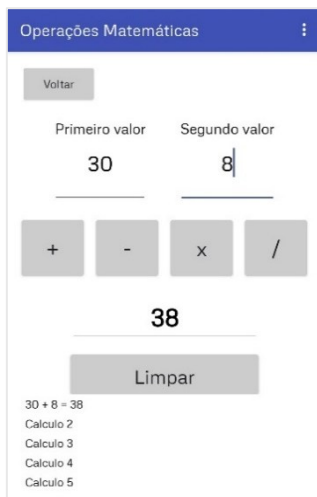 Operações Matemáticas
Voltar
Primeiro valor Segundo valor
30 8
+ - x /
38
Limpar
30 + 8 = 38
Calculo 2
Calculo 3
Calculo 4
Calculo 5